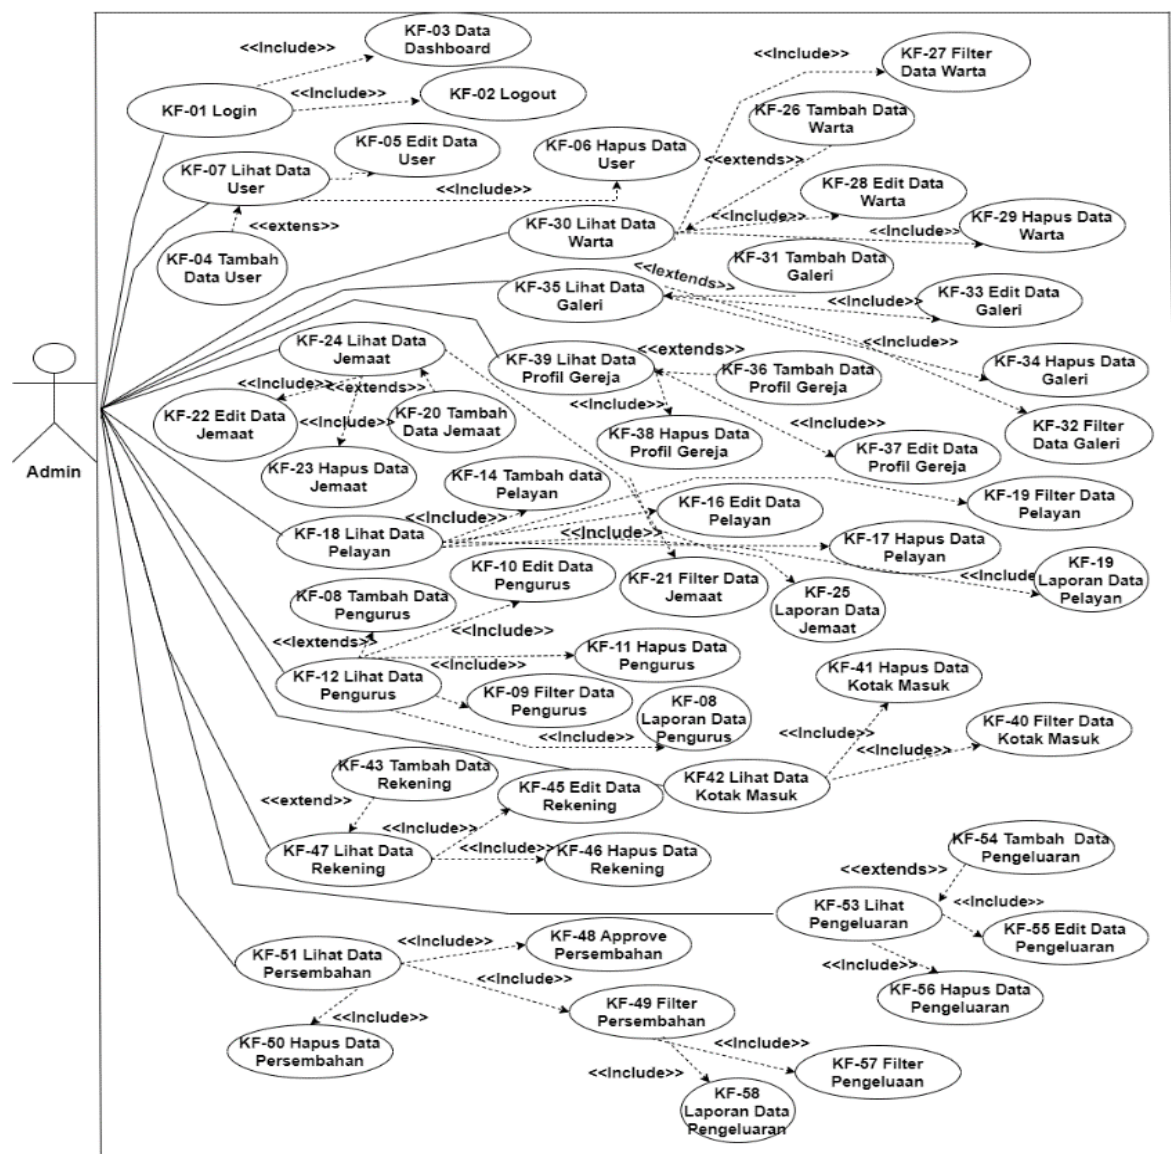 KF-03 Data
Dashboard
<<Include>>
KF-01 Login
<<Include>>
KF-02 Logout
KF-05 Edit Data
User
KF-06 Hapus Data
User
KF-07 Lihat Data
User
<<Include>>
<<extens>>
KF-04 Tambah
Data User
<<Include>>
KF-27 Filter
Data Warta
KF-26 Tambah Data
Warta
<<extends>>
KF-28 Edit Data
Warta
<<Include>>
KF-29 Hapus Data
Warta
<<Include>>
KF-30 Lihat Data
Warta
KF-31 Tambah Data
Galeri
<<Iextends>>
KF-35 Lihat Data
Galeri
<<Include>>
KF-33 Edit Data
Galeri
<<Include>>
KF-34 Hapus Data
Galeri
KF-32 Filter
Data Galeri
KF-24 Lihat Data
Jemaat
<<Include>>
<<extends>>
KF-22 Edit Data
Jemaat
<<Include>>
KF-20 Tambah
Data Jemaat
KF-23 Hapus Data
Jemaat
KF-39 Lihat Data
Profil Gereja
<<extends>>
KF-36 Tambah Data
Profil Gereja
<<Include>>
KF-38 Hapus Data
Profil Gereja
<<Include>>
KF-37 Edit Data
Profil Gereja
Admin
KF-14 Tambah data
Pelayan
<<Include>>
KF-18 Lihat Data
Pelayan
KF-16 Edit Data
Pelayan
<<Include>>
KF-19 Filter Data
Pelayan
KF-17 Hapus Data
Pelayan
<<Include>>
KF-19
Laporan Data
Pelayan
KF-21 Filter Data
Jemaat
KF-25
Laporan Data
Jemaat
KF-10 Edit Data
Pengurus
KF-08 Tambah Data
Pengurus
<<Iextends>>
<<Include>>
KF-11 Hapus Data
Pengurus
<<Include>>
KF-12 Lihat Data
Pengurus
KF-09 Filter Data
Pengurus
KF-08
Laporan Data
Pengurus
<<Include>>
KF-41 Hapus Data
Kotak Masuk
<<Include>>
KF-40 Filter Data
Kotak Masuk
<<Include>>
KF42 Lihat Data
Kotak Masuk
KF-43 Tambah Data
Rekening
<<extend>>
KF-45 Edit Data
Rekening
<<Include>>
KF-47 Lihat Data
Rekening
<<Include>>
KF-46 Hapus Data
Rekening
KF-54 Tambah Data
Pengeluaran
<<extends>>
KF-53 Lihat
Pengeluaran
<<Include>>
KF-55 Edit Data
Pengeluaran
<<Include>>
KF-56 Hapus Data
Pengeluaran
KF-51 Lihat Data
Persembahan
<<Include>>
KF-48 Approve
Persembahan
<<Include>>
KF-49 Filter
Persembahan
<<Include>>
KF-50 Hapus Data
Persembahan
<<Include>>
KF-57 Filter
Pengeluaan
<<Include>>
KF-58
Laporan Data
Pengeluaran